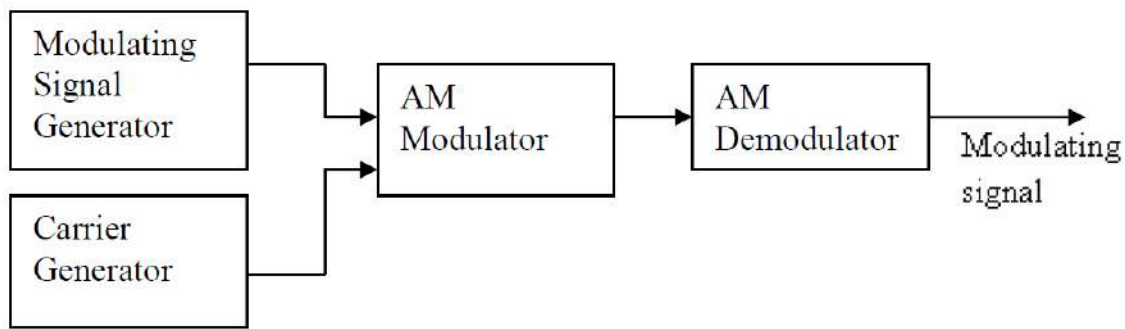 Modulating
Signal
Generator
AM
Modulator
AM
Demodulator
Modulating
signal
Carrier
Generator